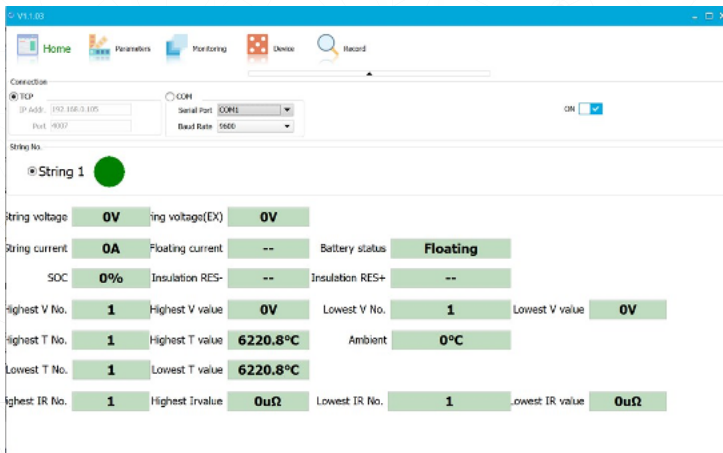 V1.1.03
Home Parameters Monitoring Device Record
Connection
TCP COM
IP Addr. 192.168.0.105 Serial Port COM1 ON
Port 4007 Baud Rate 9600
String No.
String 1
String voltage 0V ring voltage(EX) 0V
String current 0A Floating current -- Battery status Floating
SOC 0% Insulation RES- -- Insulation RES+ --
Highest V No. 1 Highest V value 0V Lowest V No. 1 Lowest V value 0V
Highest T No. 1 Highest T value 6220.8°C Ambient 0°C
Lowest T No. 1 Lowest T value 6220.8°C
ighest IR No. 1 Highest Irvalue 0uΩ Lowest IR No. 1 Lowest IR value 0uΩ